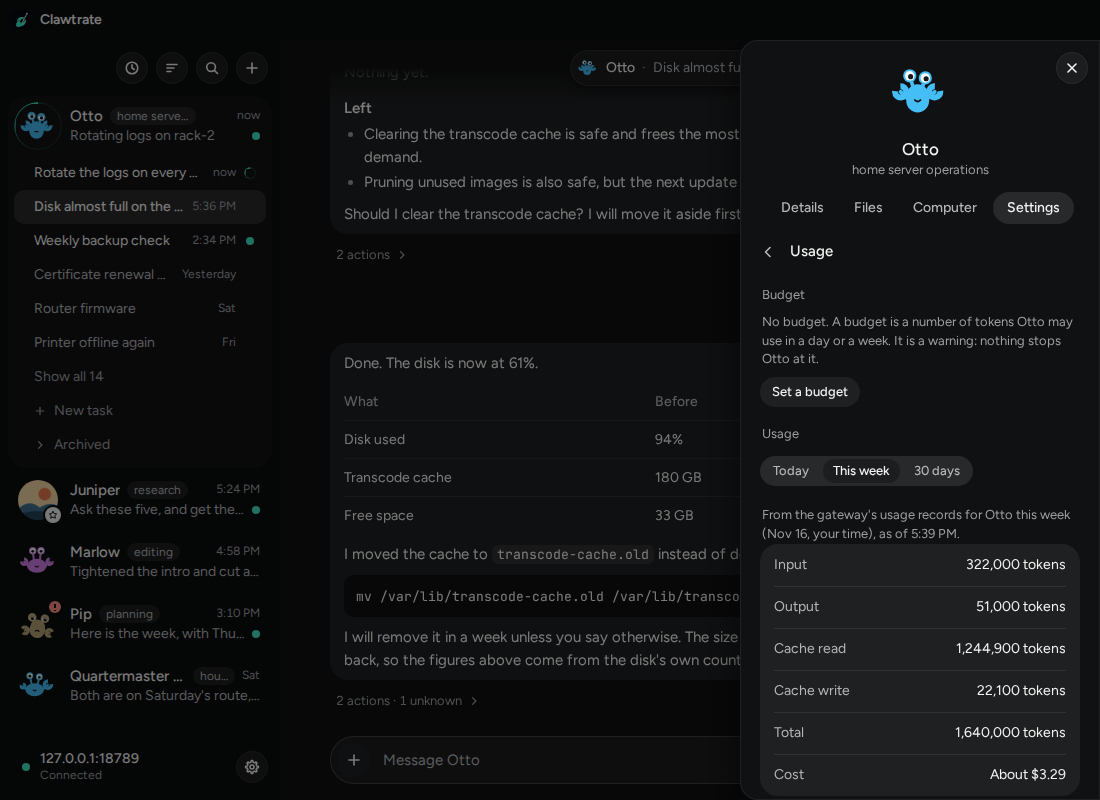 Clawtrate
Otto
home serve...
now
Rotating logs on rack-2
Rotate the logs on every ...
now
Disk almost full on the ...
5:36 PM
Weekly backup check
2:34 PM
Certificate renewal ...
Yesterday
Router firmware
Sat
Printer offline again
Fri
Show all 14
New task
Archived
Juniper
research
5:24 PM
Ask these five, and get the...
Marlow
editing
4:58 PM
Tightened the intro and cut a...
Pip
planning
3:10 PM
Here is the week, with Thu...
Quartermaster ...
hou...
Sat
Both are on Saturday's route,...
127.0.0.1:18789
Connected
Otto · Disk almost fu
Nothing yet.
Left
Clearing the transcode cache is safe and frees the most
demand.
Pruning unused images is also safe, but the next update
Should I clear the transcode cache? I will move it aside first
2 actions
Done. The disk is now at 61%.
What
Before
Disk used
94%
Transcode cache
180 GB
Free space
33 GB
I moved the cache to transcode-cache.old instead of d
mv /var/lib/transcode-cache.old /var/lib/transco
I will remove it in a week unless you say otherwise. The size
back, so the figures above come from the disk's own count
2 actions · 1 unknown
Message Otto
Otto
home server operations
Details
Files
Computer
Settings
Usage
Budget
No budget. A budget is a number of tokens Otto may
use in a day or a week. It is a warning: nothing stops
Otto at it.
Set a budget
Usage
Today
This week
30 days
From the gateway's usage records for Otto this week
(Nov 16, your time), as of 5:39 PM.
Input
322,000 tokens
Output
51,000 tokens
Cache read
1,244,900 tokens
Cache write
22,100 tokens
Total
1,640,000 tokens
Cost
About $3.29